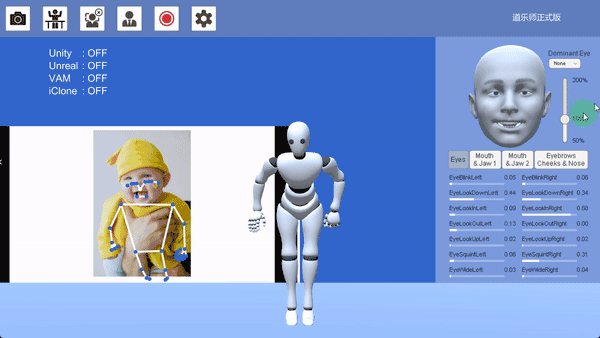 道乐师正式版
Unity : OFF
Unreal : OFF
VAM : OFF
iClone : OFF
Dominant Eye
None
200%
100%
50%
Eyes
Mouth & Jaw 1
Mouth & Jaw 2
Eyebrows Cheeks & Nose
EyeBlinkLeft 0.05 EyeBlinkRight 0.06
EyeLookDownLeft 0.44 EyeLookDownRight 0.34
EyeLookInLeft 0.09 EyeLookInRight 0.68
EyeLookOutLeft 0.13 EyeLookOutRight 0.00
EyeLookUpLeft 0.02 EyeLookUpRight 0.02
EyeSquintLeft 0.08 EyeSquintRight 0.31
EyeWideLeft 0.03 EyeWideRight 0.04